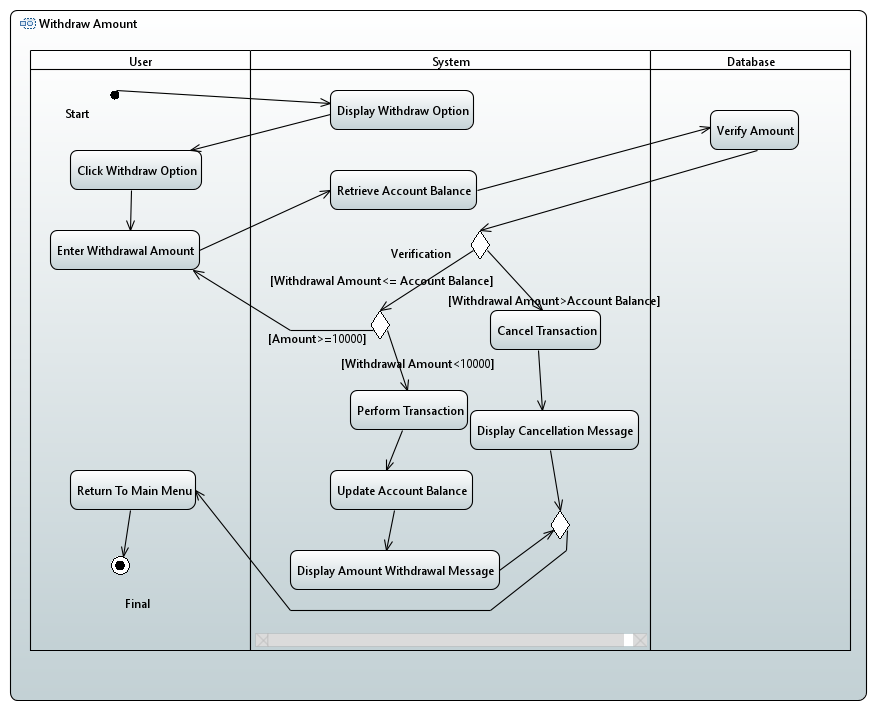 Withdraw Amount
User
System
Database
Start
Display Withdraw Option
Verify Amount
Click Withdraw Option
Retrieve Account Balance
Enter Withdrawal Amount
Verification
[Withdrawal Amount<= Account Balance]
[Withdrawal Amount>Account Balance]
Cancel Transaction
[Amount>=10000]
[Withdrawal Amount<10000]
Perform Transaction
Display Cancellation Message
Return To Main Menu
Update Account Balance
Display Amount Withdrawal Message
Final